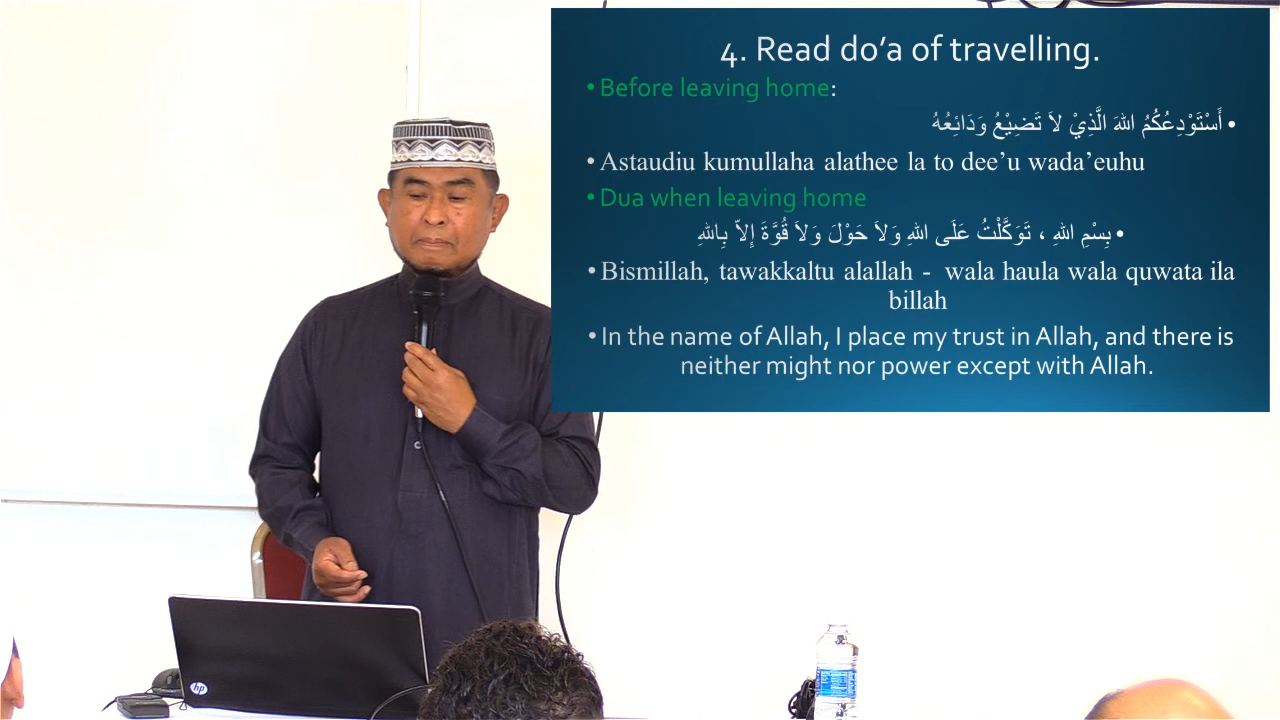 4. Read do’a of travelling.
• Before leaving home:
• أَسْتَوْدِعُكُمُ اللهَ الَّذِيْ لاَ تَضِيْعُ وَدَائِعُهُ
• Astaudiu kumullaha alathee la to dee’u wada’euhu
• Dua when leaving home
• بِسْمِ اللهِ ، تَوَكَّلْتُ عَلَى اللهِ وَلاَ حَوْلَ وَلاَ قُوَّةَ إِلاّ بِاللهِ
• Bismillah, tawakkaltu alallah - wala haula wala quwata ila
billah
• In the name of Allah, I place my trust in Allah, and there is
neither might nor power except with Allah.
hp